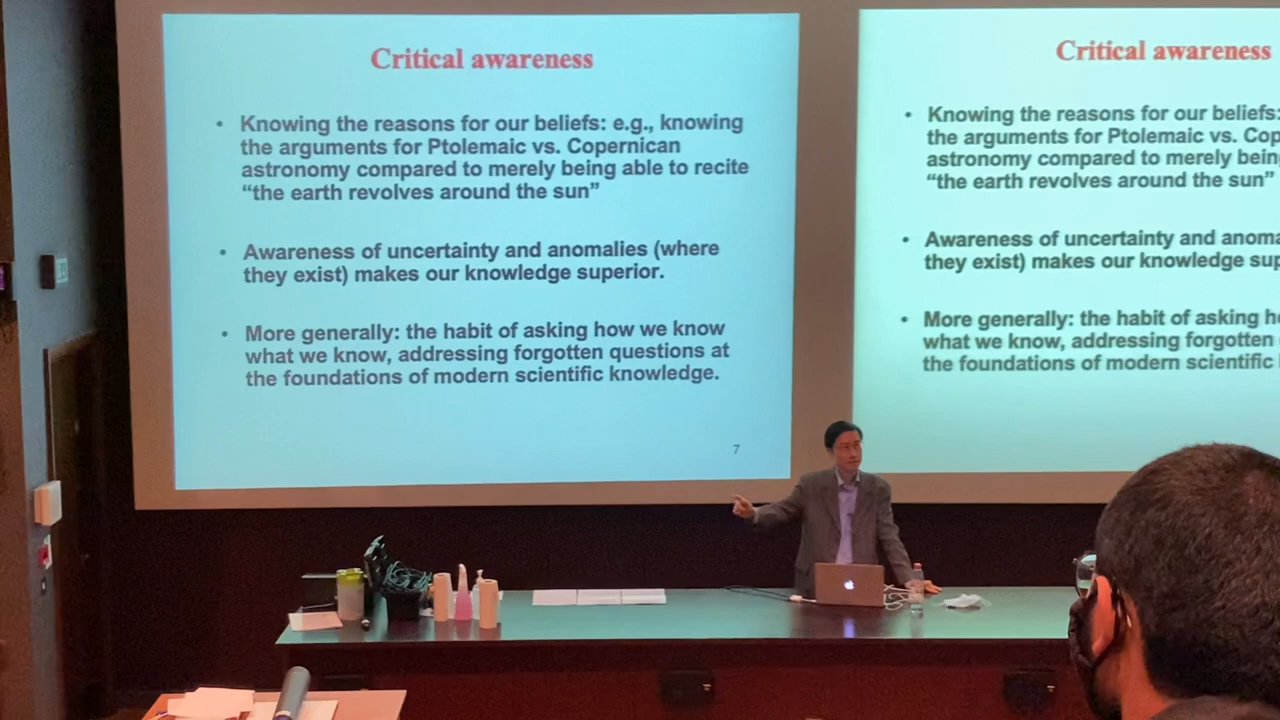 Critical awareness
• Knowing the reasons for our beliefs: e.g., knowing
the arguments for Ptolemaic vs. Copernican
astronomy compared to merely being able to recite
“the earth revolves around the sun”
• Awareness of uncertainty and anomalies (where
they exist) makes our knowledge superior.
• More generally: the habit of asking how we know
what we know, addressing forgotten questions at
the foundations of modern scientific knowledge.
7
Critical awareness
• Knowing the reasons for our beliefs:
the arguments for Ptolemaic vs. Cop
astronomy compared to merely bein
“the earth revolves around the sun”
• Awareness of uncertainty and anoma
they exist) makes our knowledge sup
• More generally: the habit of asking h
what we know, addressing forgotten
the foundations of modern scientific